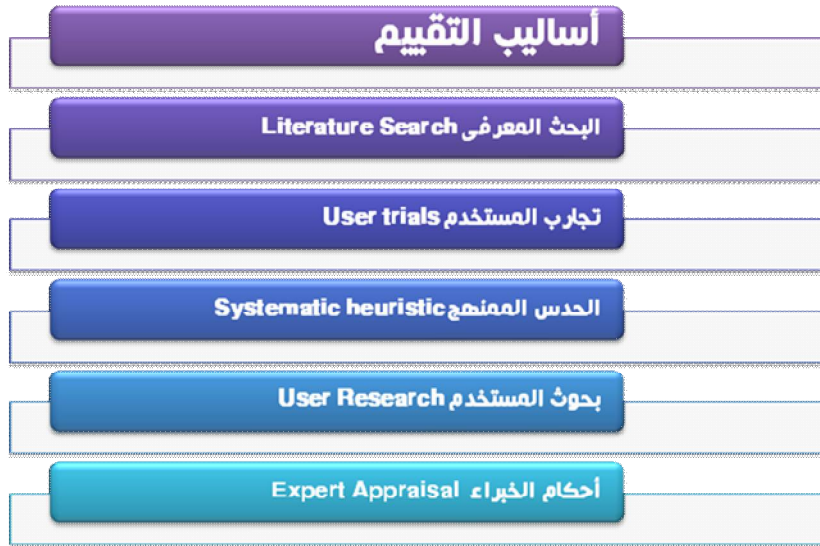 أساليب التقييم
البحث المعرفى Literature Search
تجارب المستخدم User trials
الحدس الممنهج Systematic heuristic
بحوث المستخدم User Research
أحكام الخبراء Expert Appraisal